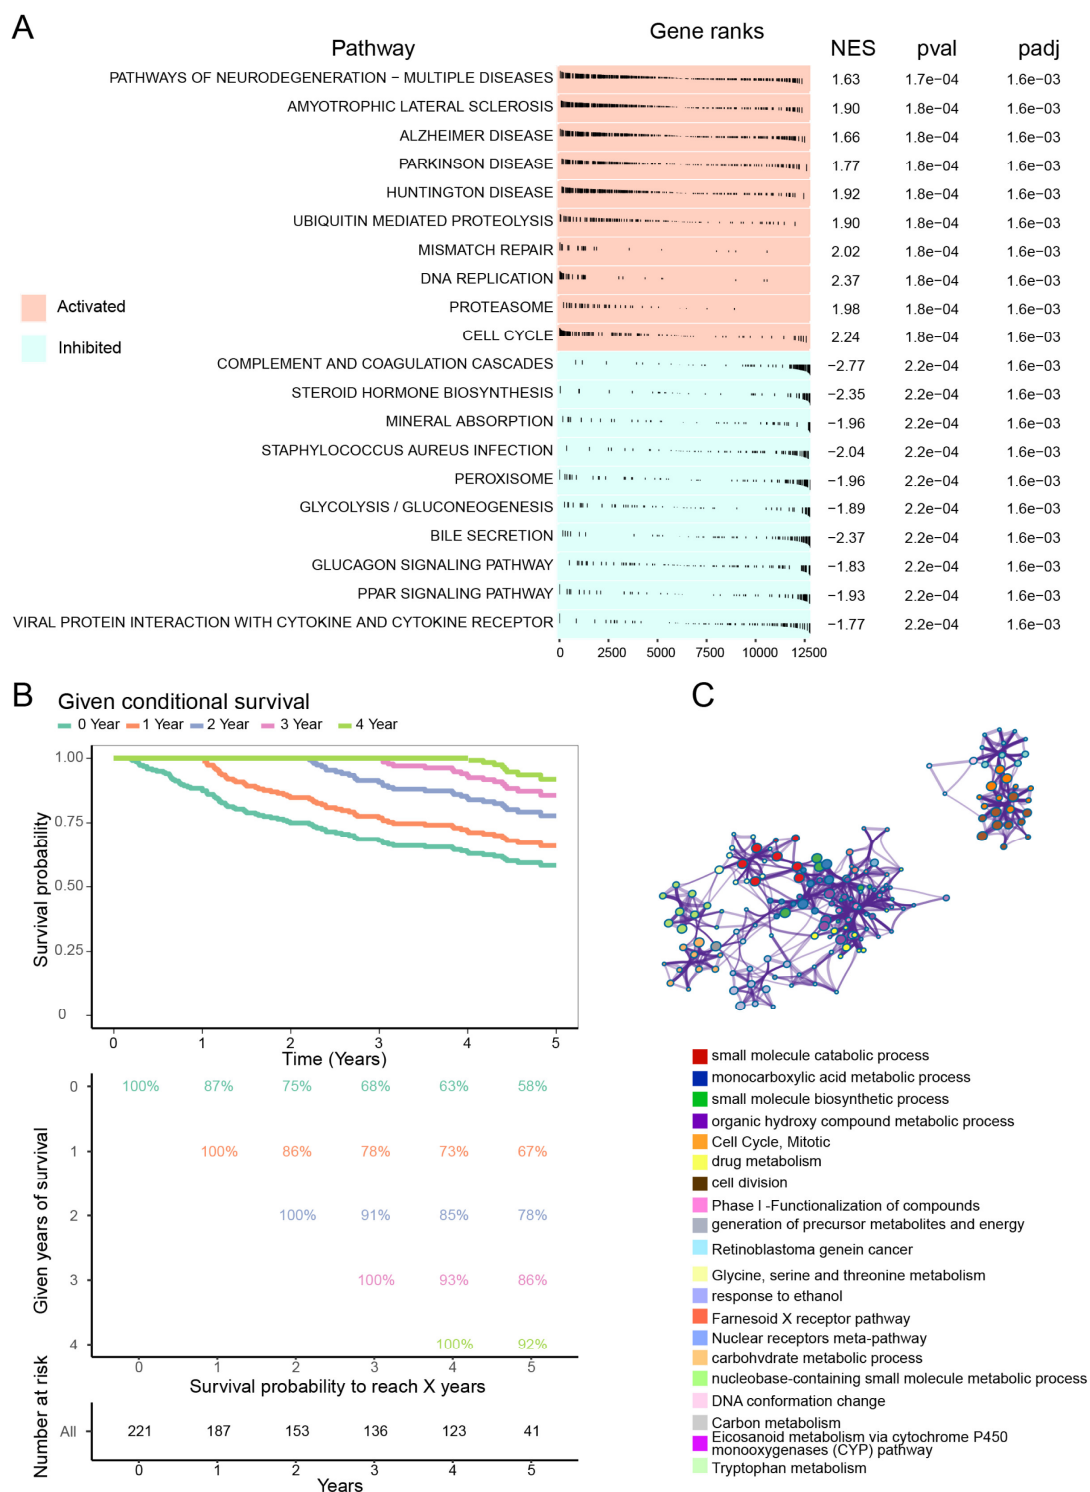 A
Pathway Gene ranks NES pval padj
PATHWAYS OF NEURODEGENERATION − MULTIPLE DISEASES 1.63 1.7e−04 1.6e−03
AMYOTROPHIC LATERAL SCLEROSIS 1.90 1.8e−04 1.6e−03
ALZHEIMER DISEASE 1.66 1.8e−04 1.6e−03
PARKINSON DISEASE 1.77 1.8e−04 1.6e−03
HUNTINGTON DISEASE 1.92 1.8e−04 1.6e−03
UBIQUITIN MEDIATED PROTEOLYSIS 1.90 1.8e−04 1.6e−03
MISMATCH REPAIR 2.02 1.8e−04 1.6e−03
DNA REPLICATION 2.37 1.8e−04 1.6e−03
PROTEASOME 1.98 1.8e−04 1.6e−03
CELL CYCLE 2.24 1.8e−04 1.6e−03
COMPLEMENT AND COAGULATION CASCADES −2.77 2.2e−04 1.6e−03
STEROID HORMONE BIOSYNTHESIS −2.35 2.2e−04 1.6e−03
MINERAL ABSORPTION −1.96 2.2e−04 1.6e−03
STAPHYLOCOCCUS AUREUS INFECTION −2.04 2.2e−04 1.6e−03
PEROXISOME −1.96 2.2e−04 1.6e−03
GLYCOLYSIS / GLUCONEOGENESIS −1.89 2.2e−04 1.6e−03
BILE SECRETION −2.37 2.2e−04 1.6e−03
GLUCAGON SIGNALING PATHWAY −1.83 2.2e−04 1.6e−03
PPAR SIGNALING PATHWAY −1.93 2.2e−04 1.6e−03
VIRAL PROTEIN INTERACTION WITH CYTOKINE AND CYTOKINE RECEPTOR −1.77 2.2e−04 1.6e−03
0 2500 5000 7500 10000 12500
Activated
Inhibited
B
Given conditional survival
0 Year 1 Year 2 Year 3 Year 4 Year
Survival probability
1.00
0.75
0.50
0.25
0
0 1 2 3 4 5
Time (Years)
Given years of survival
0 100% 87% 75% 68% 63% 58%
1 100% 86% 78% 73% 67%
2 100% 91% 85% 78%
3 100% 93% 86%
4 100% 92%
0 1 2 3 4 5
Survival probability to reach X years
Number at risk
All 221 187 153 136 123 41
0 1 2 3 4 5
Years
C
small molecule catabolic process
monocarboxylic acid metabolic process
small molecule biosynthetic process
organic hydroxy compound metabolic process
Cell Cycle, Mitotic
drug metabolism
cell division
Phase I -Functionalization of compounds
generation of precursor metabolites and energy
Retinoblastoma genein cancer
Glycine, serine and threonine metabolism
response to ethanol
Farnesoid X receptor pathway
Nuclear receptors meta-pathway
carbohvdrate metabolic process
nucleobase-containing small molecule metabolic process
DNA conformation change
Carbon metabolism
Eicosanoid metabolism via cytochrome P450
monooxygenases (CYP) pathway
Tryptophan metabolism